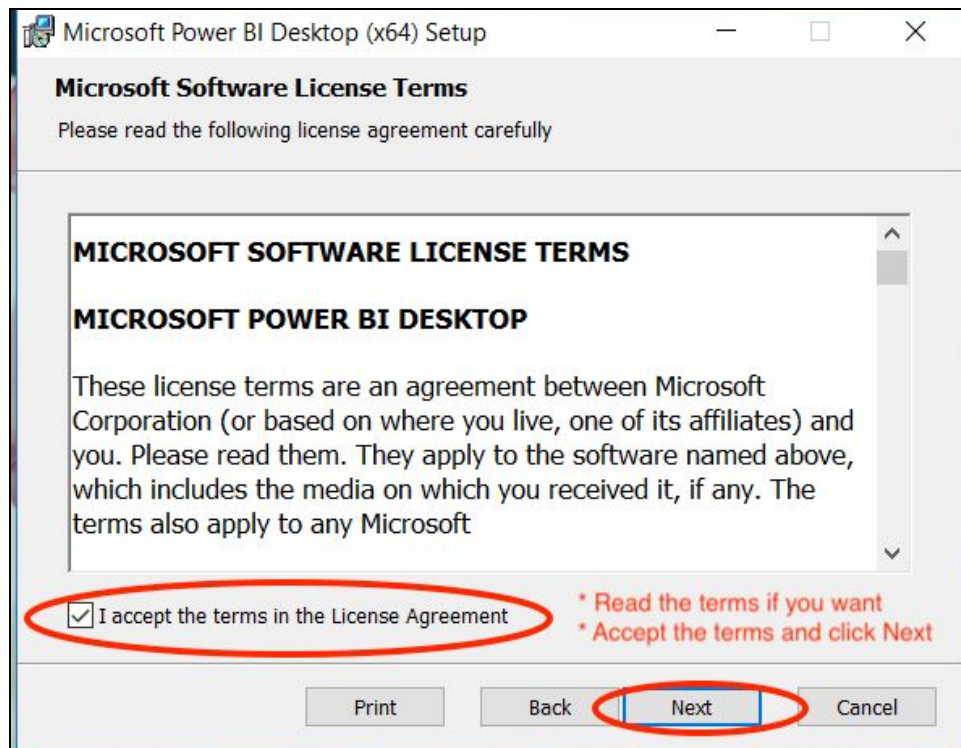 Microsoft Power BI Desktop (x64) Setup
Microsoft Software License Terms
Please read the following license agreement carefully
MICROSOFT SOFTWARE LICENSE TERMS
MICROSOFT POWER BI DESKTOP
These license terms are an agreement between Microsoft
Corporation (or based on where you live, one of its affiliates) and
you. Please read them. They apply to the software named above,
which includes the media on which you received it, if any. The
terms also apply to any Microsoft
I accept the terms in the License Agreement
* Read the terms if you want
* Accept the terms and click Next
Print
Back
Next
Cancel